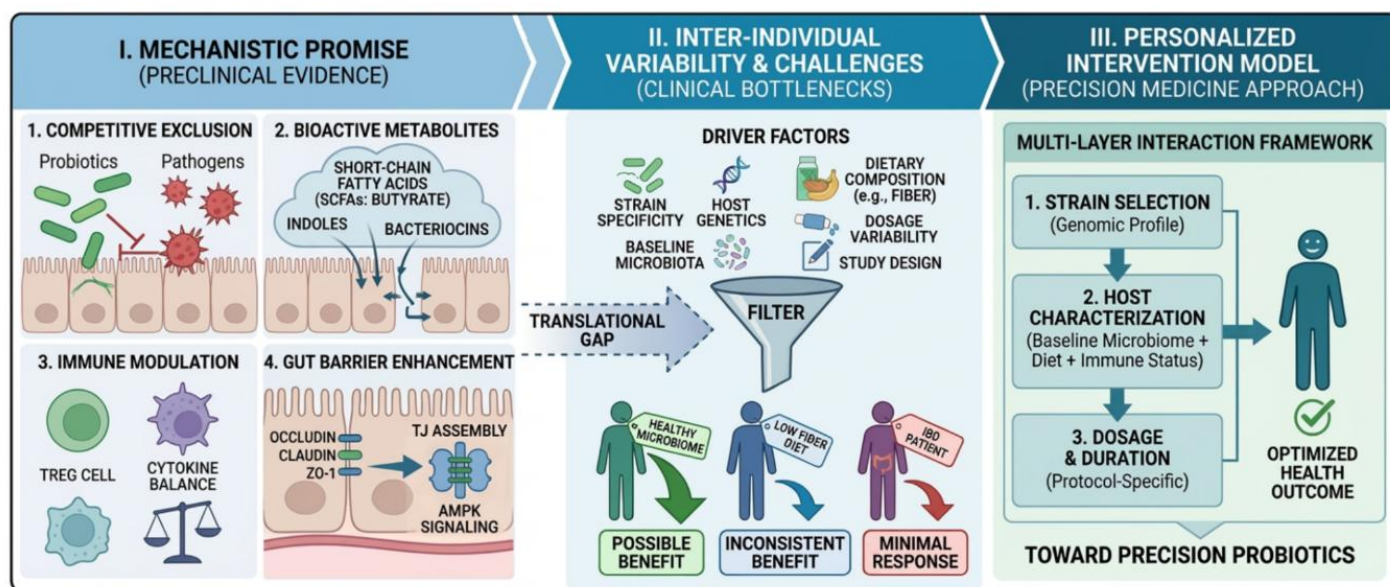 I. MECHANISTIC PROMISE
(PRECLINICAL EVIDENCE)
1. COMPETITIVE EXCLUSION
Probiotics
Pathogens
2. BIOACTIVE METABOLITES
SHORT-CHAIN
FATTY ACIDS
(SCFAs: BUTYRATE)
INDOLES
BACTERIOCINS
3. IMMUNE MODULATION
TREG CELL
CYTOKINE
BALANCE
4. GUT BARRIER ENHANCEMENT
OCCLUDIN
CLAUDIN
ZO-1
TJ ASSEMBLY
AMPK
SIGNALING
TRANSLATIONAL
GAP
II. INTER-INDIVIDUAL
VARIABILITY & CHALLENGES
(CLINICAL BOTTLENECKS)
DRIVER FACTORS
STRAIN
SPECIFICITY
HOST
GENETICS
DIETARY
COMPOSITION
(e.g., FIBER)
BASELINE
MICROBIOTA
DOSAGE
VARIABILITY
STUDY DESIGN
FILTER
HEALTHY
MICROBIOME
LOW FIBER
DIET
IBD
PATIENT
POSSIBLE
BENEFIT
INCONSISTENT
BENEFIT
MINIMAL
RESPONSE
III. PERSONALIZED
INTERVENTION MODEL
(PRECISION MEDICINE APPROACH)
MULTI-LAYER INTERACTION FRAMEWORK
1. STRAIN SELECTION
(Genomic Profile)
2. HOST
CHARACTERIZATION
(Baseline Microbiome +
Diet + Immune Status)
3. DOSAGE
& DURATION
(Protocol-Specific)
OPTIMIZED
HEALTH
OUTCOME
TOWARD PRECISION PROBIOTICS